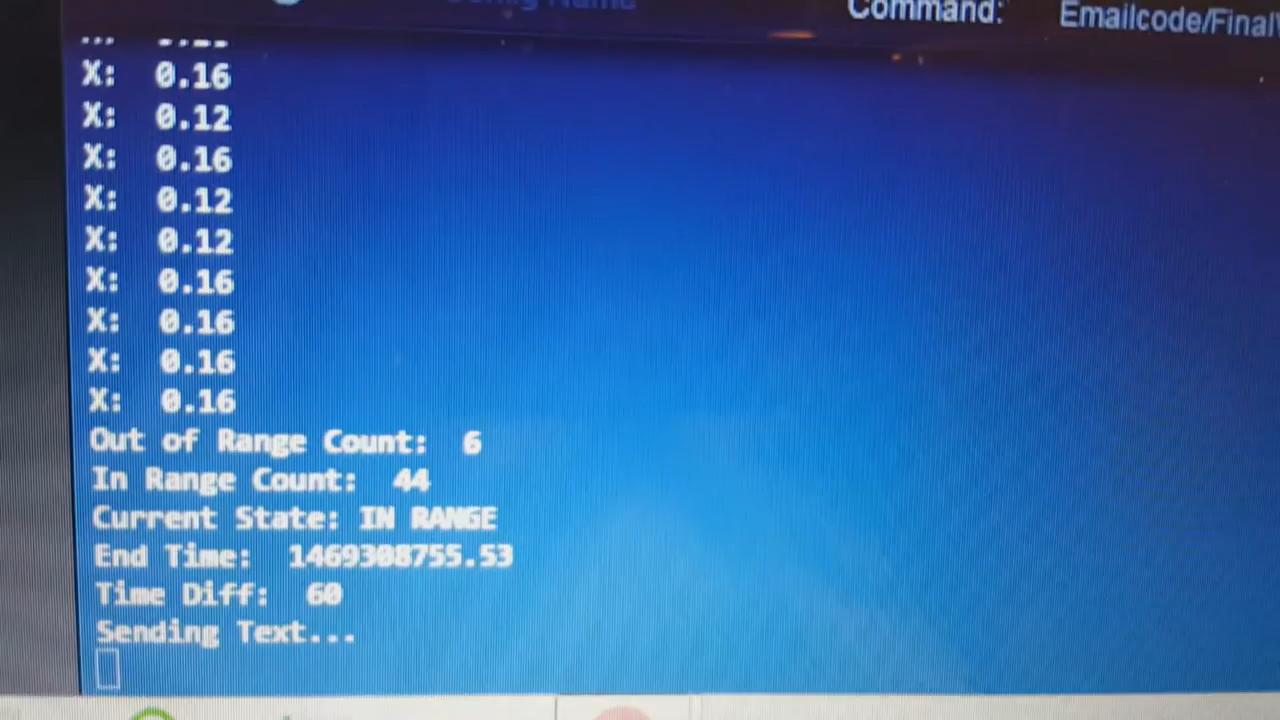 Command: Emailcode/Final
X: 0.16
X: 0.12
X: 0.16
X: 0.12
X: 0.12
X: 0.16
X: 0.16
X: 0.16
X: 0.16
Out of Range Count: 6
In Range Count: 44
Current State: IN RANGE
End Time: 1469308755.53
Time Diff: 60
Sending Text...